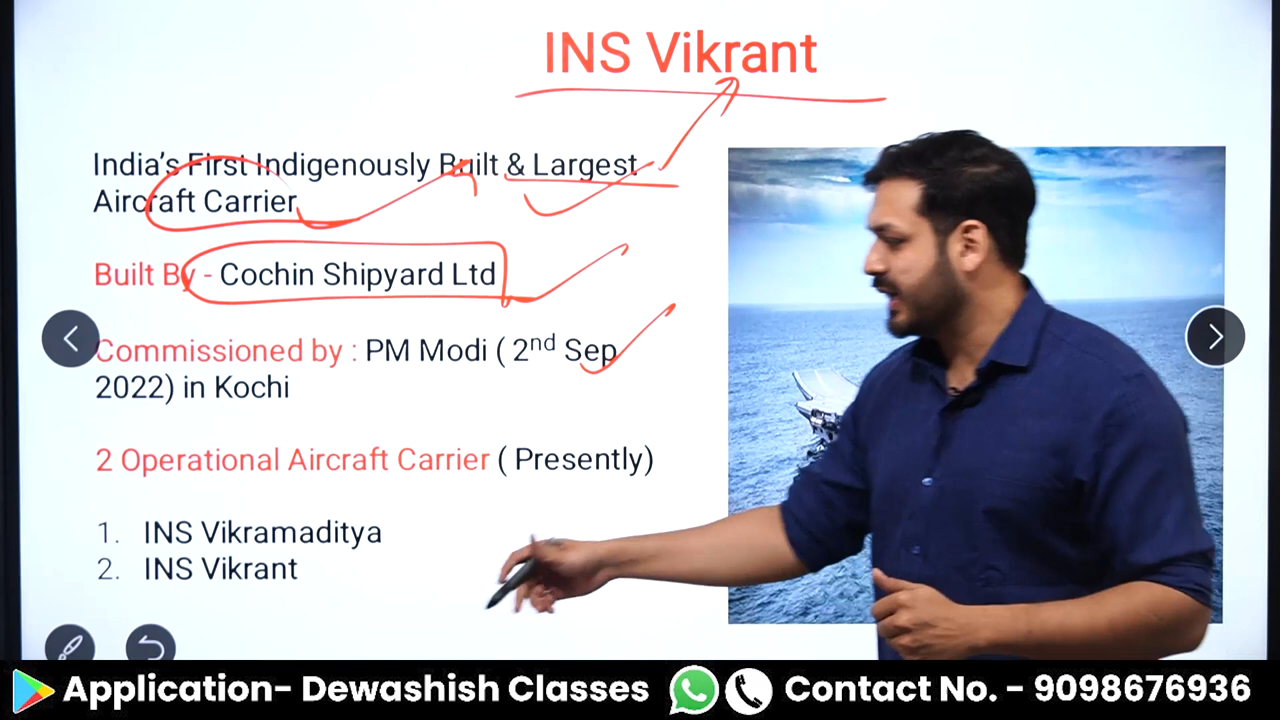 INS Vikrant
India's First Indigenously Built & Largest
Aircraft Carrier
Built By - Cochin Shipyard Ltd
Commissioned by : PM Modi ( 2nd Sep
2022) in Kochi
2 Operational Aircraft Carrier ( Presently)
1. INS Vikramaditya
2. INS Vikrant
Application- Dewashish Classes
Contact No. - 9098676936